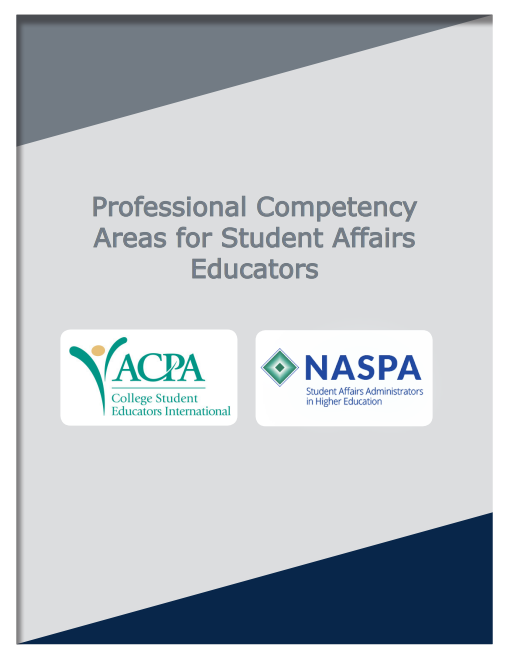 Professional Competency
Areas for Student Affairs
Educators
ACPA
College Student
Educators International
NASPA
Student Affairs Administrators
in Higher Education